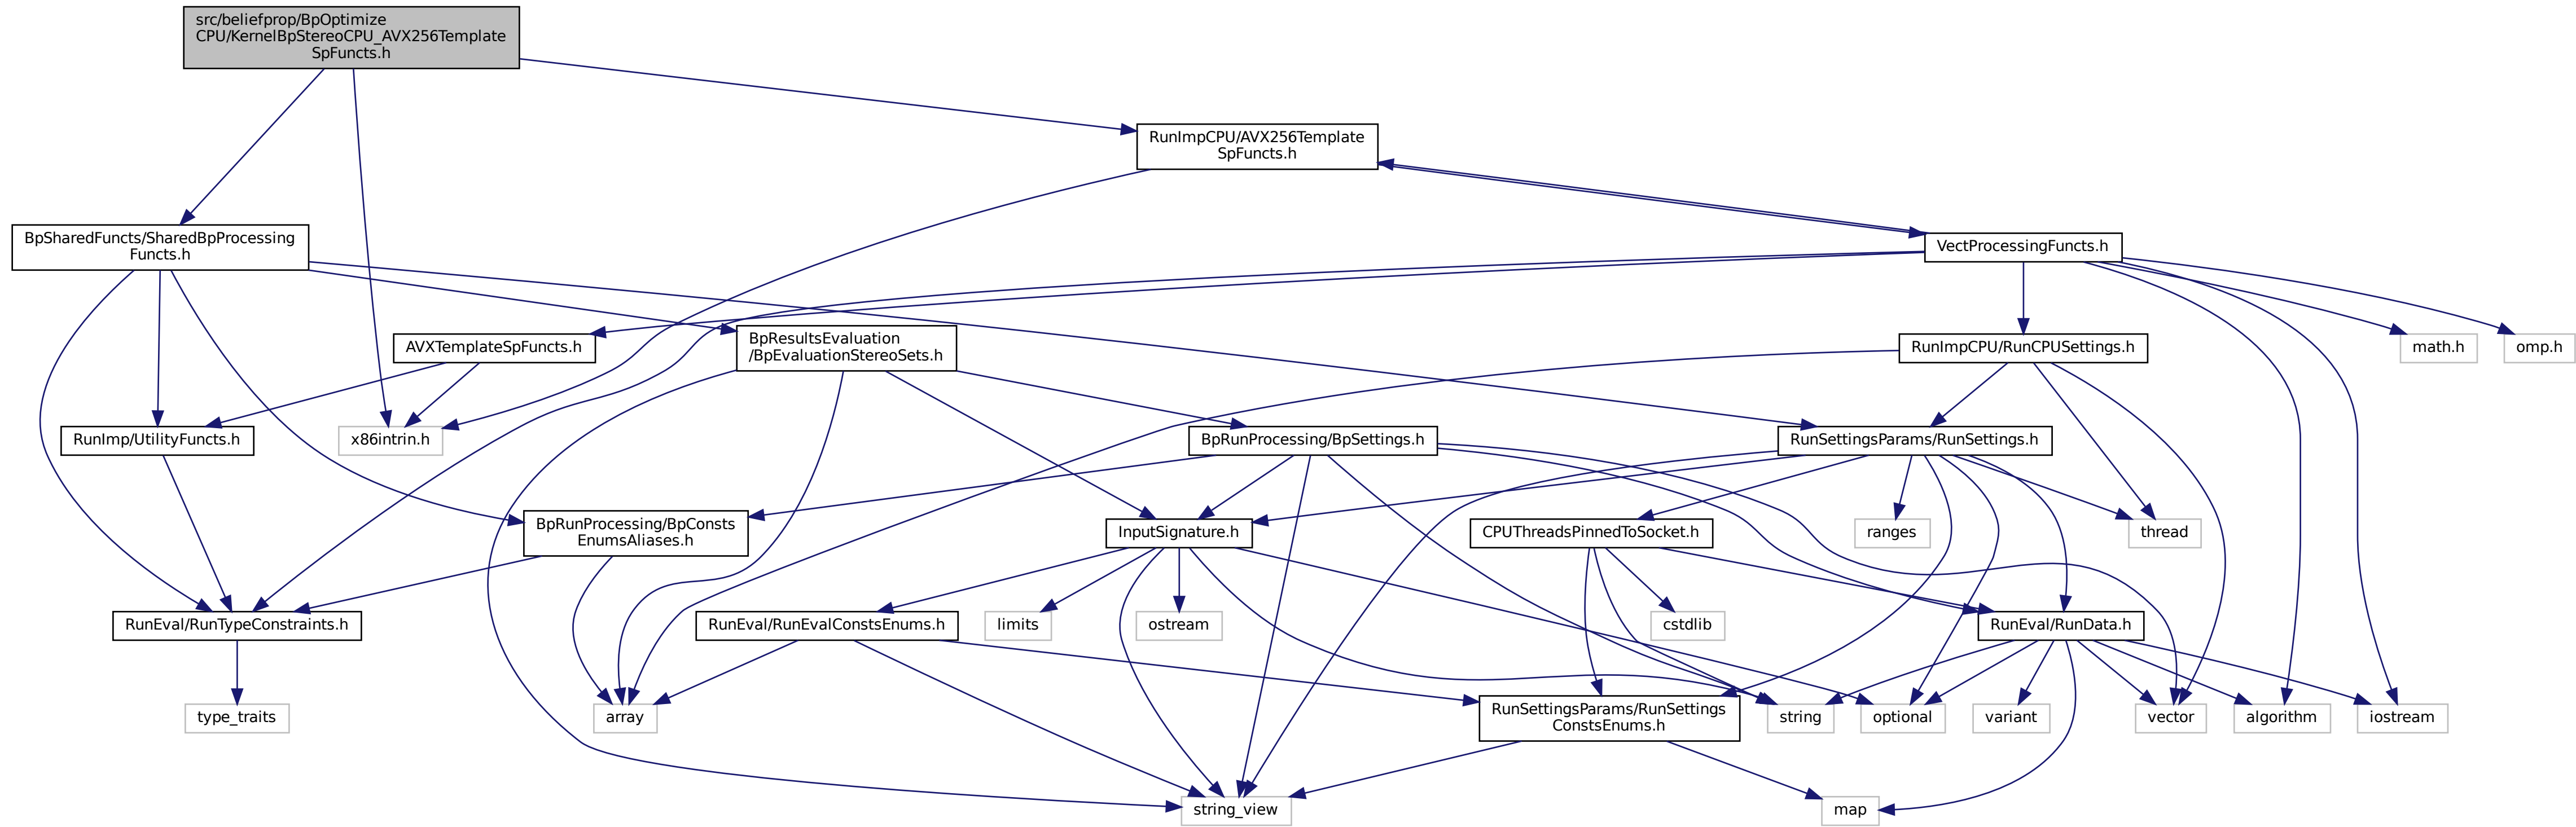 src/beliefprop/BpOptimize
CPU/KernelBpStereoCPU_AVX256Template
SpFuncts.h
RunImpCPU/AVX256Template
SpFuncts.h
BpSharedFuncts/SharedBpProcessing
Functs.h
VectProcessingFuncts.h
AVXTemplateSpFuncts.h
BpResultsEvaluation
/BpEvaluationStereoSets.h
RunImpCPU/RunCPUSettings.h
math.h
omp.h
RunImp/UtilityFuncts.h
x86intrin.h
BpRunProcessing/BpSettings.h
RunSettingsParams/RunSettings.h
BpRunProcessing/BpConsts
EnumsAliases.h
InputSignature.h
CPUThreadsPinnedToSocket.h
ranges
thread
RunEval/RunTypeConstraints.h
RunEval/RunEvalConstsEnums.h
limits
ostream
cstdlib
RunEval/RunData.h
type_traits
array
RunSettingsParams/RunSettings
ConstsEnums.h
string
optional
variant
vector
algorithm
iostream
string_view
map